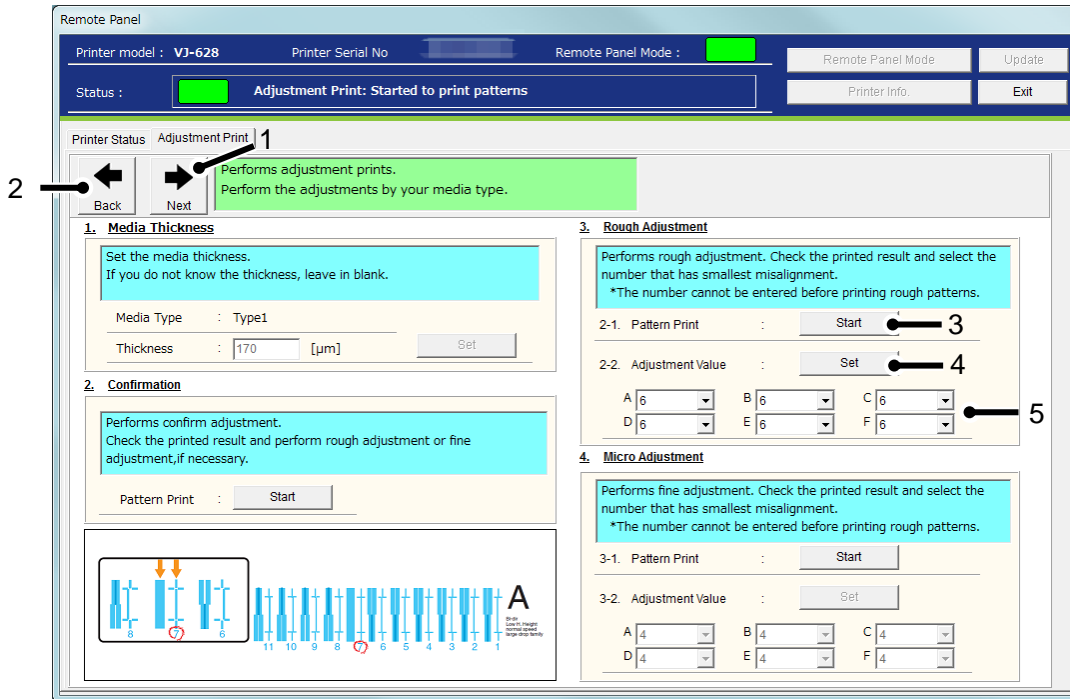 Remote Panel
Printer model : VJ-628 Printer Serial No Remote Panel Mode :
Remote Panel Mode Update
Status : Adjustment Print: Started to print patterns
Printer Info. Exit
Printer Status Adjustment Print 1
2
Back Next
Performs adjustment prints.
Perform the adjustments by your media type.
1. Media Thickness
Set the media thickness.
If you do not know the thickness, leave in blank.
Media Type : Type1
Thickness : 170 [µm] Set
2. Confirmation
Performs confirm adjustment.
Check the printed result and perform rough adjustment or fine
adjustment,if necessary.
Pattern Print : Start
8 7 6
11 10 9 8 7 6 5 4 3 2 1
A
Bi-dir
Low H. Height
normal speed
large drop family
3. Rough Adjustment
Performs rough adjustment. Check the printed result and select the
number that has smallest misalignment.
*The number cannot be entered before printing rough patterns.
2-1. Pattern Print : Start 3
2-2. Adjustment Value : Set 4
A 6 B 6 C 6
D 6 E 6 F 6
5
4. Micro Adjustment
Performs fine adjustment. Check the printed result and select the
number that has smallest misalignment.
*The number cannot be entered before printing rough patterns.
3-1. Pattern Print : Start
3-2. Adjustment Value : Set
A 4 B 4 C 4
D 4 E 4 F 4